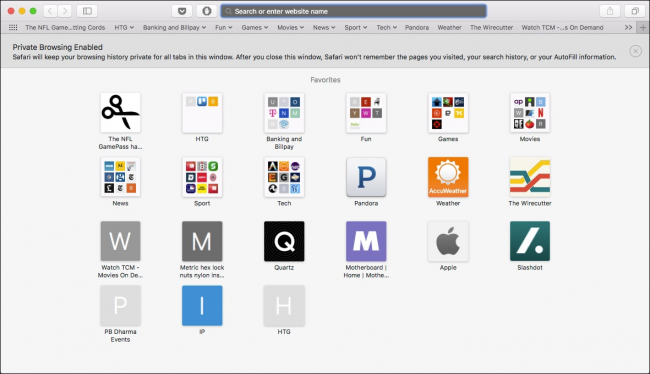 Search or enter website name
The NFL Game...tting Cords HTG Banking and Billpay Fun Games Movies News Sport Tech Pandora Weather The Wirecutter Watch TCM -...s On Demand
Private Browsing Enabled
Safari will keep your browsing history private for all tabs in this window. After you close this window, Safari won't remember the pages you visited, your search history, or your AutoFill information.
Favorites
The NFL GamePass ha...
HTG
Banking and Billpay
Fun
Games
Movies
News
Sport
Tech
P
Pandora
AccuWeather
Weather
The Wirecutter
W
Watch TCM - Movies On De...
M
Metric hex lock nuts nylon ins...
Q
Quartz
M
Motherboard | Home | Mothe...
Apple
Slashdot
P
PB Dharma Events
I
IP
H
HTG